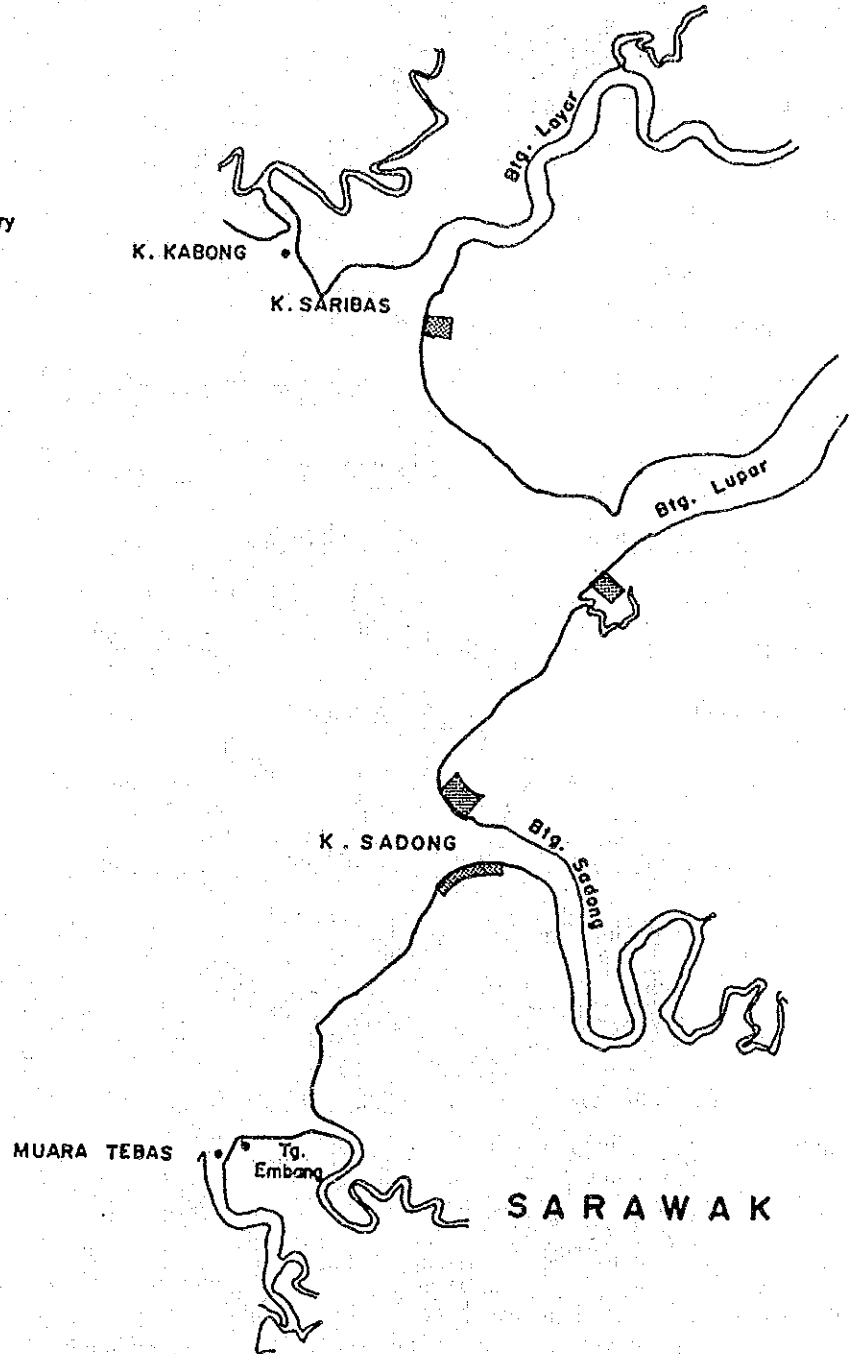 Btg. Layar
K. KABONG
K. SARIBAS
Btg. Lupar
K. SADONG
Btg. Sadong
MUARA TEBAS
Tg.
Embang
SARAWAK